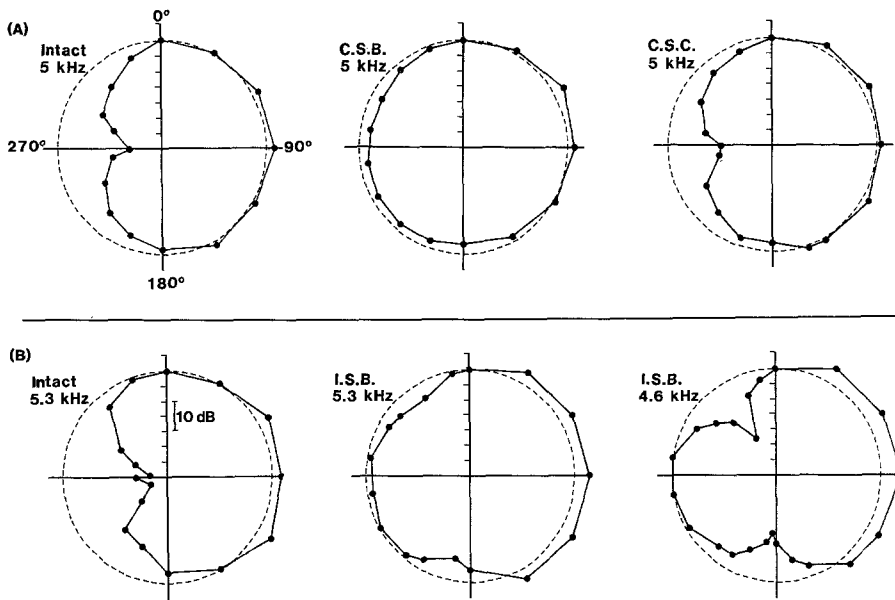 (A)
0°
Intact
5 kHz
C.S.B.
5 kHz
C.S.C.
5 kHz
270°
90°
180°
(B)
Intact
5.3 kHz
10 dB
I.S.B.
5.3 kHz
I.S.B.
4.6 kHz